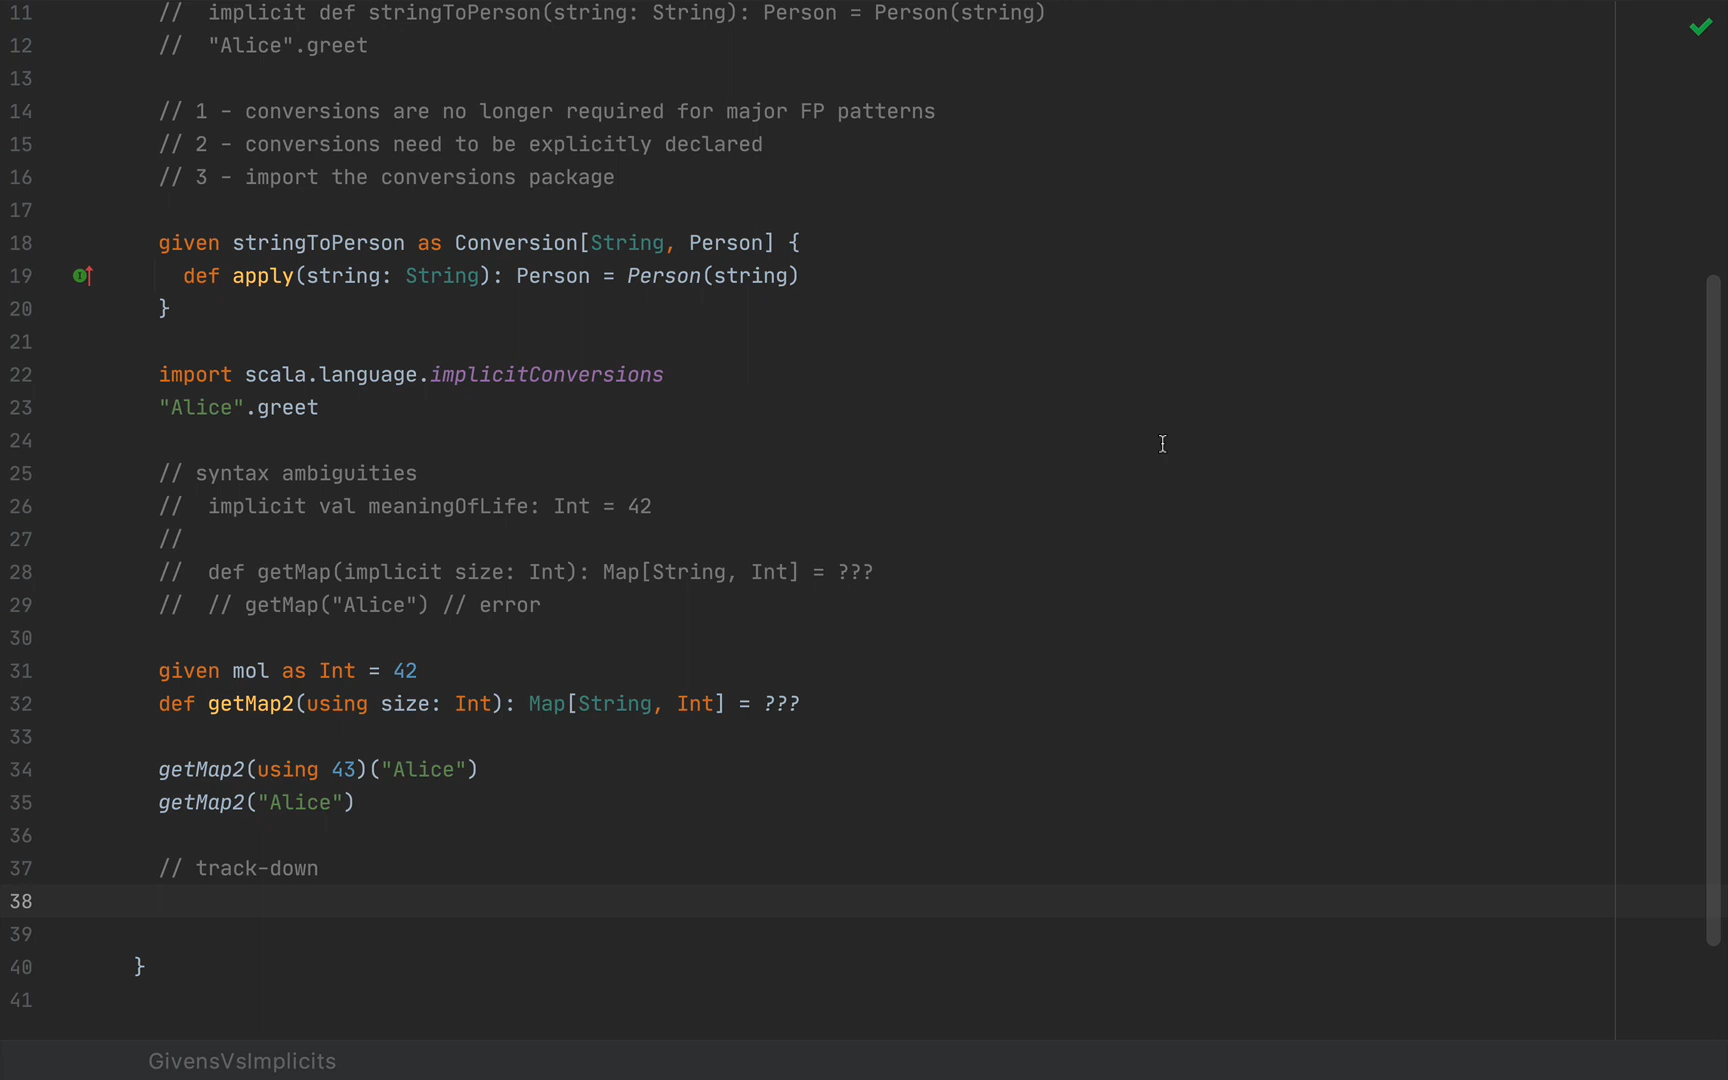 11 //  implicit def stringToPerson(string: String): Person = Person(string)
12 //  "Alice".greet
13
14 // 1 - conversions are no longer required for major FP patterns
15 // 2 - conversions need to be explicitly declared
16 // 3 - import the conversions package
17
18 given stringToPerson as Conversion[String, Person] {
19   def apply(string: String): Person = Person(string)
20 }
21
22 import scala.language.implicitConversions
23 "Alice".greet
24
25 // syntax ambiguities
26 //  implicit val meaningOfLife: Int = 42
27 //
28 //  def getMap(implicit size: Int): Map[String, Int] = ???
29 //  // getMap("Alice") // error
30
31 given mol as Int = 42
32 def getMap2(using size: Int): Map[String, Int] = ???
33
34 getMap2(using 43)("Alice")
35 getMap2("Alice")
36
37 // track-down
38
39
40 }
41
GivensVsImplicits